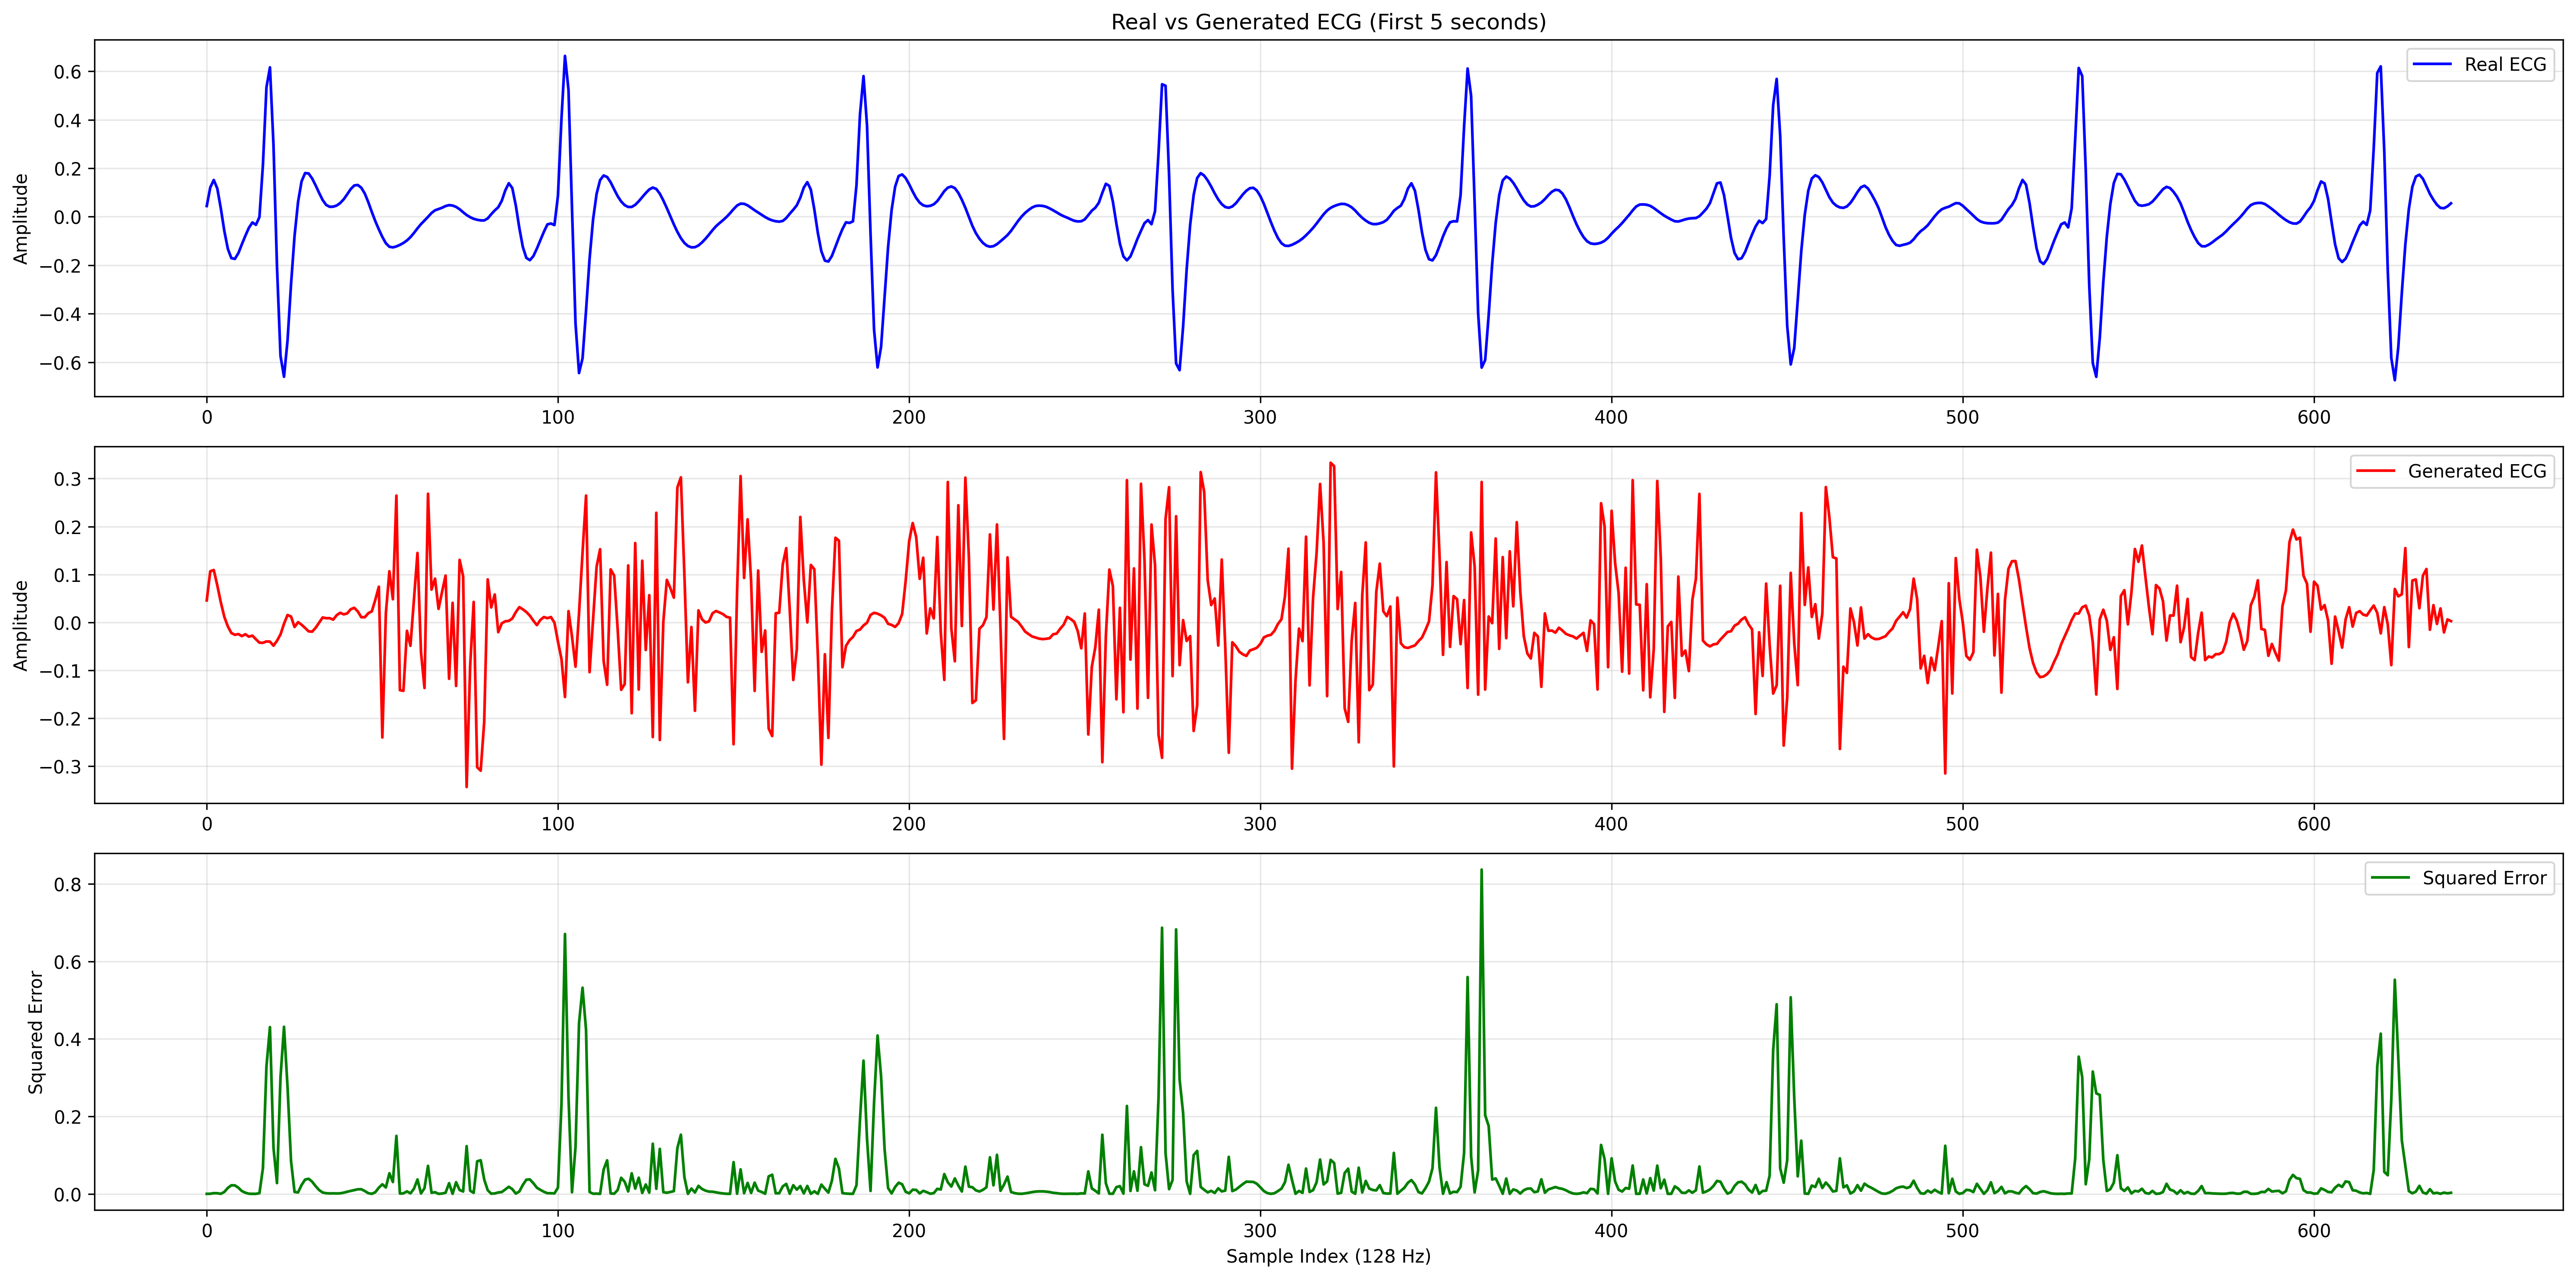 Real vs Generated ECG (First 5 seconds)
Real ECG
Amplitude
0.6
0.4
0.2
0.0
−0.2
−0.4
−0.6
0 100 200 300 400 500 600
Generated ECG
Amplitude
0.3
0.2
0.1
0.0
−0.1
−0.2
−0.3
0 100 200 300 400 500 600
Squared Error
Squared Error
0.8
0.6
0.4
0.2
0.0
0 100 200 300 400 500 600
Sample Index (128 Hz)